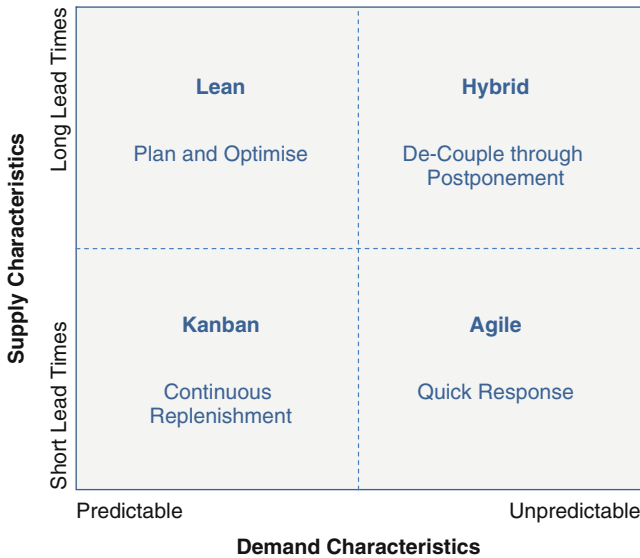 Supply Characteristics
Long Lead Times
Short Lead Times
Lean
Plan and Optimise
Hybrid
De-Couple through
Postponement
Kanban
Continuous
Replenishment
Agile
Quick Response
Predictable
Unpredictable
Demand Characteristics